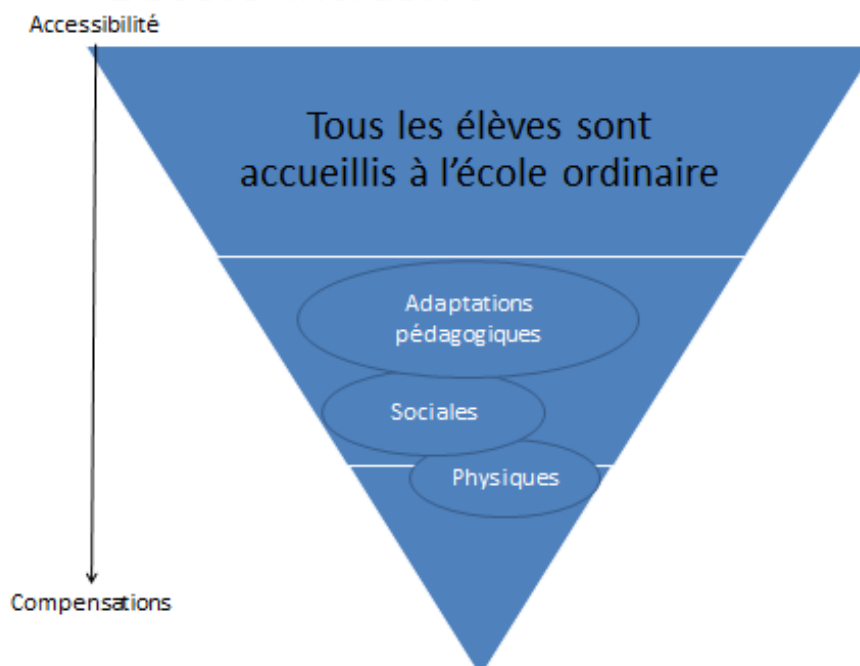 Accessibilité
Tous les élèves sont
accueillis à l'école ordinaire
Adaptations
pédagogiques
Sociales
Physiques
Compensations